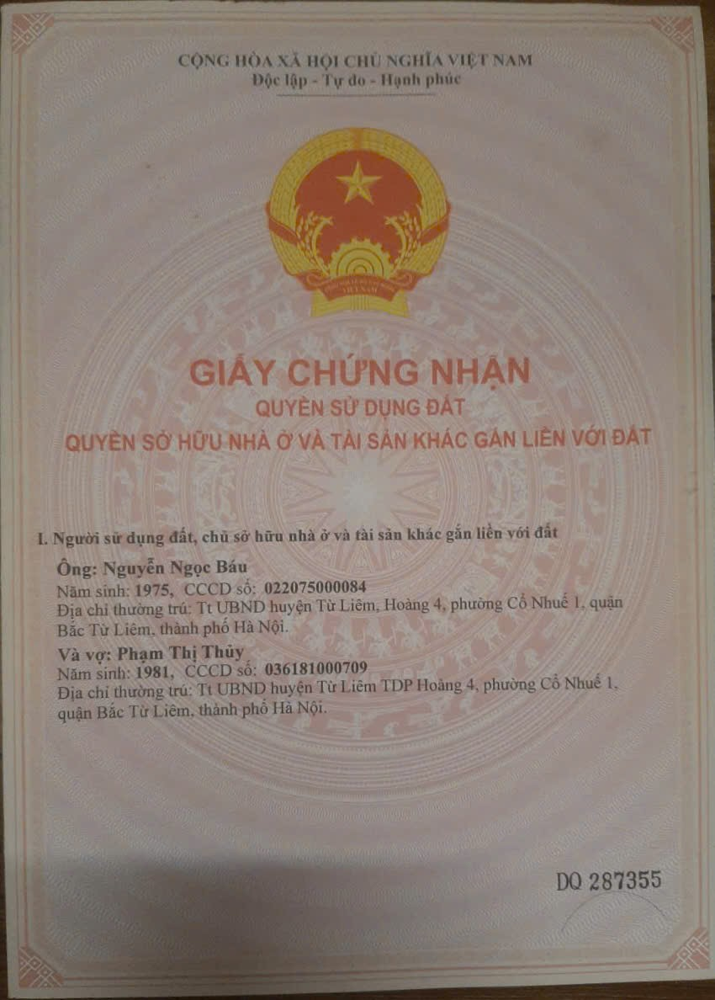 CỘNG HÒA XÃ HỘI CHỦ NGHĨA VIỆT NAM
Độc lập - Tự do - Hạnh phúc
VIỆT NAM
GIẤY CHỨNG NHẬN
QUYỀN SỬ DỤNG ĐẤT
QUYỀN SỞ HỮU NHÀ Ở VÀ TÀI SẢN KHÁC GẮN LIỀN VỚI ĐẤT
I. Người sử dụng đất, chủ sở hữu nhà ở và tài sản khác gắn liền với đất
Ông: Nguyễn Ngọc Báu
Năm sinh: 1975, CCCD số: 022075000084
Địa chỉ thường trú: Tt UBND huyện Từ Liêm, Hoàng 4, phường Cổ Nhuế 1, quận
Bắc Từ Liêm, thành phố Hà Nội.
Và vợ: Phạm Thị Thủy
Năm sinh: 1981, CCCD số: 036181000709
Địa chỉ thường trú: Tt UBND huyện Từ Liêm TDP Hoàng 4, phường Cổ Nhuế 1,
quận Bắc Từ Liêm, thành phố Hà Nội.
DQ 287355